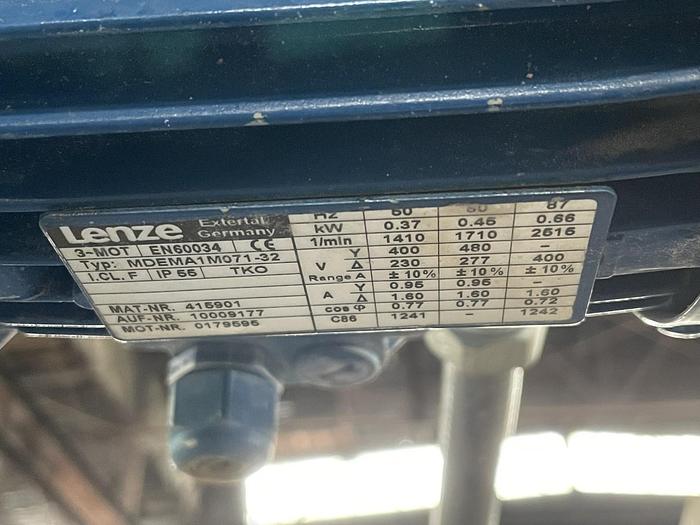 Lenze Extertal Germany
3~MOT EN60034 CE
Typ: MDEMA1M071-32
I.CL.F IP 55 TKO
MAT-NR. 415901
AUF-NR. 10009177
MOT-NR. 0179595
Hz 50 60 87
kW 0.37 0.45 0.66
1/min 1410 1710 2515
V Y 400 480 –
Δ 230 277 400
Range A ±10% ±10% ±10%
A Y 0.95 0.95 –
Δ 1.60 1.60 1.60
cos φ 0.77 0.77 0.72
C86 1241 – 1242